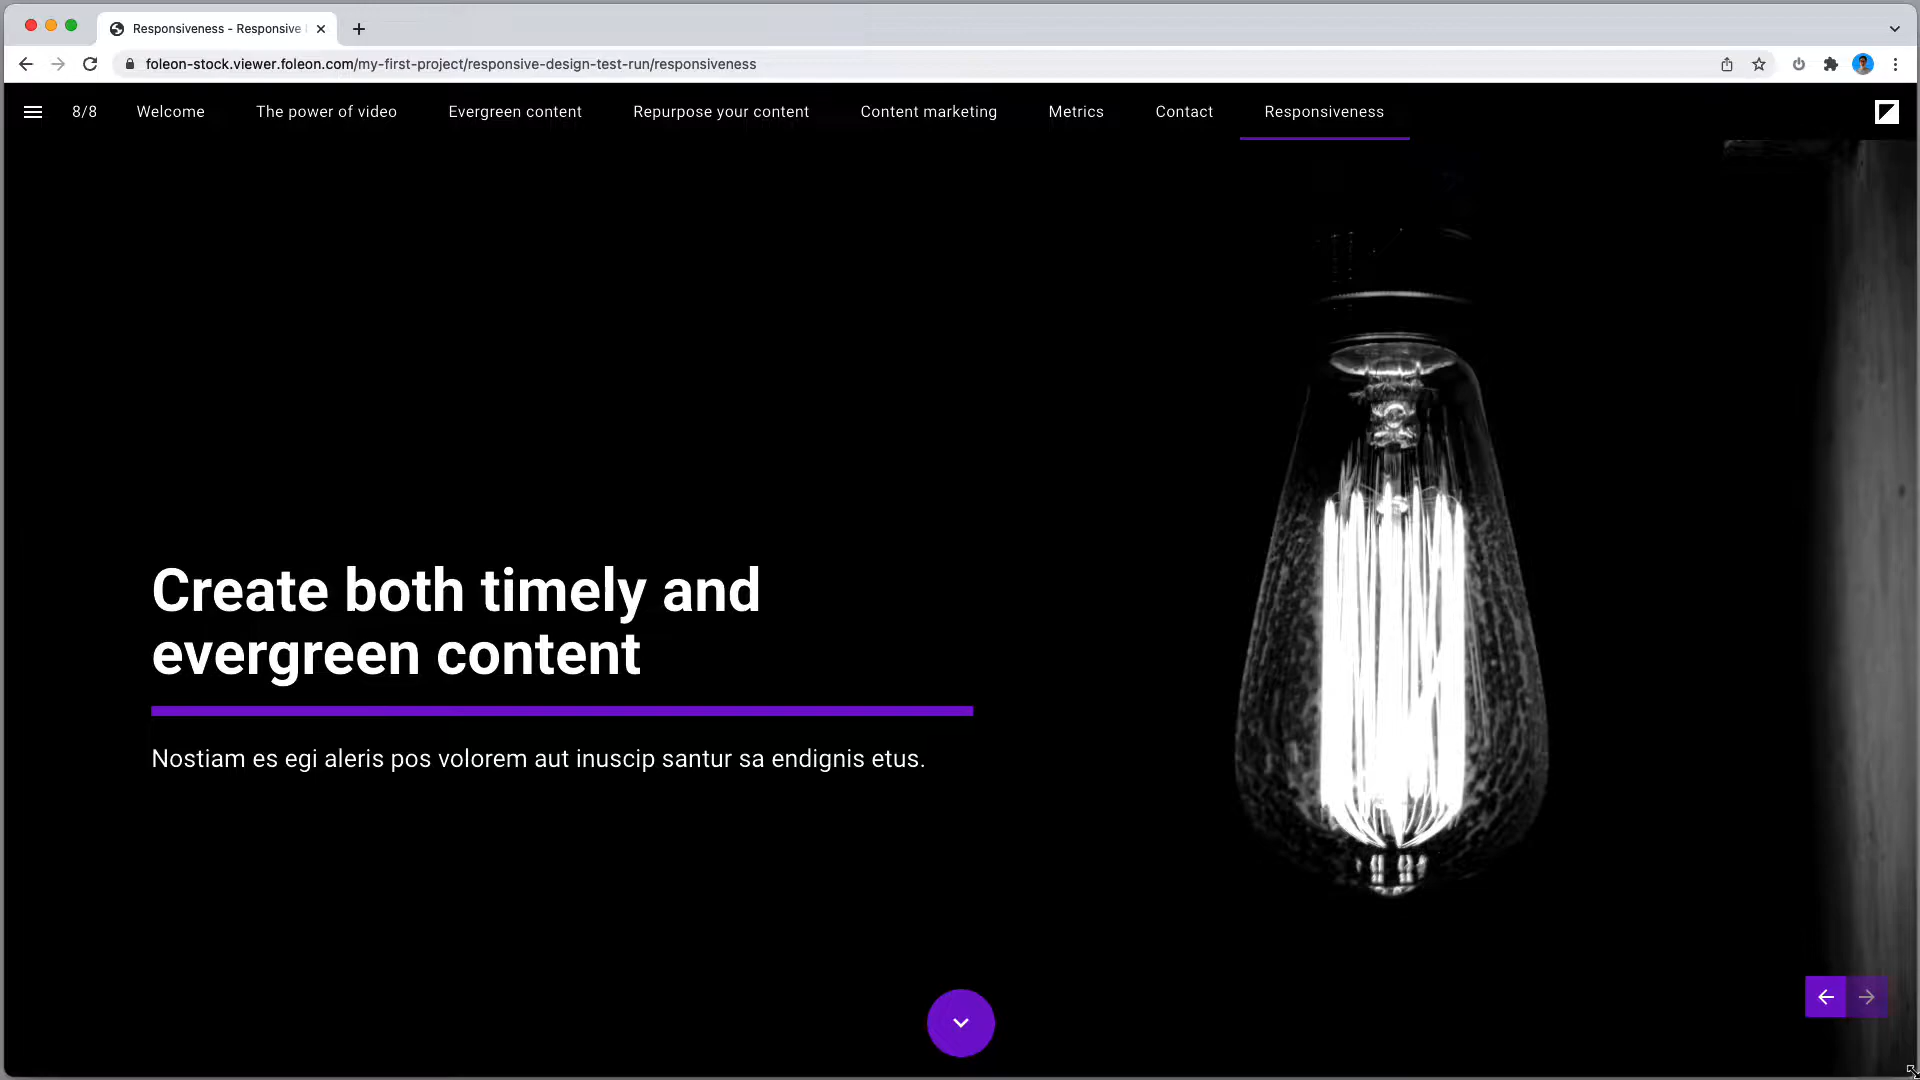 Responsiveness - Responsive
foleon-stock.viewer.foleon.com/my-first-project/responsive-design-test-run/responsiveness
8/8 Welcome The power of video Evergreen content Repurpose your content Content marketing Metrics Contact Responsiveness
Create both timely and
evergreen content
Nostiam es egi aleris pos volorem aut inuscip santur sa endignis etus.